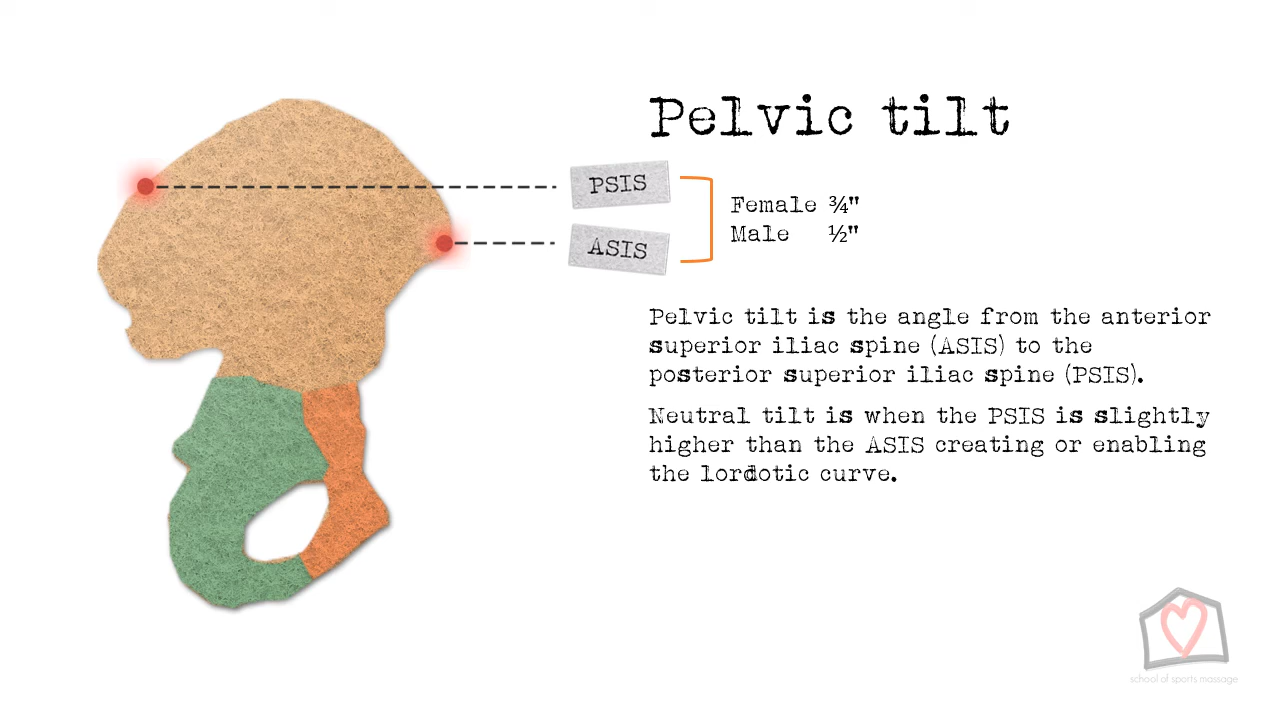 Pelvic tilt
PSIS
ASIS
Female ¾"
Male ½"
Pelvic tilt is the angle from the anterior
superior iliac spine (ASIS) to the
posterior superior iliac spine (PSIS).
Neutral tilt is when the PSIS is slightly
higher than the ASIS creating or enabling
the lordotic curve.
school of sports massage